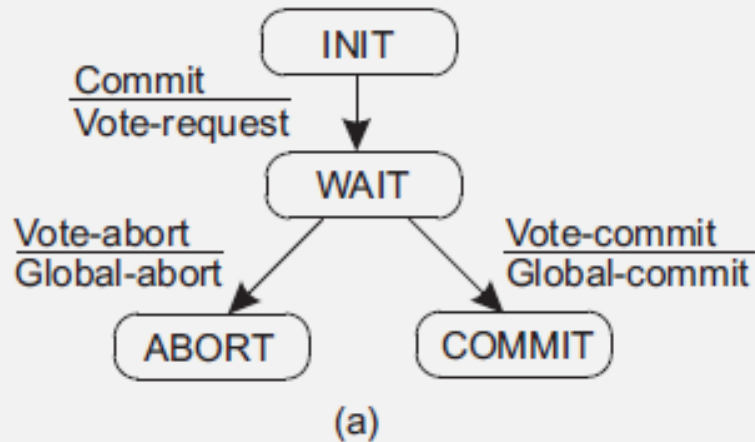 INIT
Commit
Vote-request
WAIT
Vote-abort
Global-abort
Vote-commit
Global-commit
ABORT
COMMIT
(a)